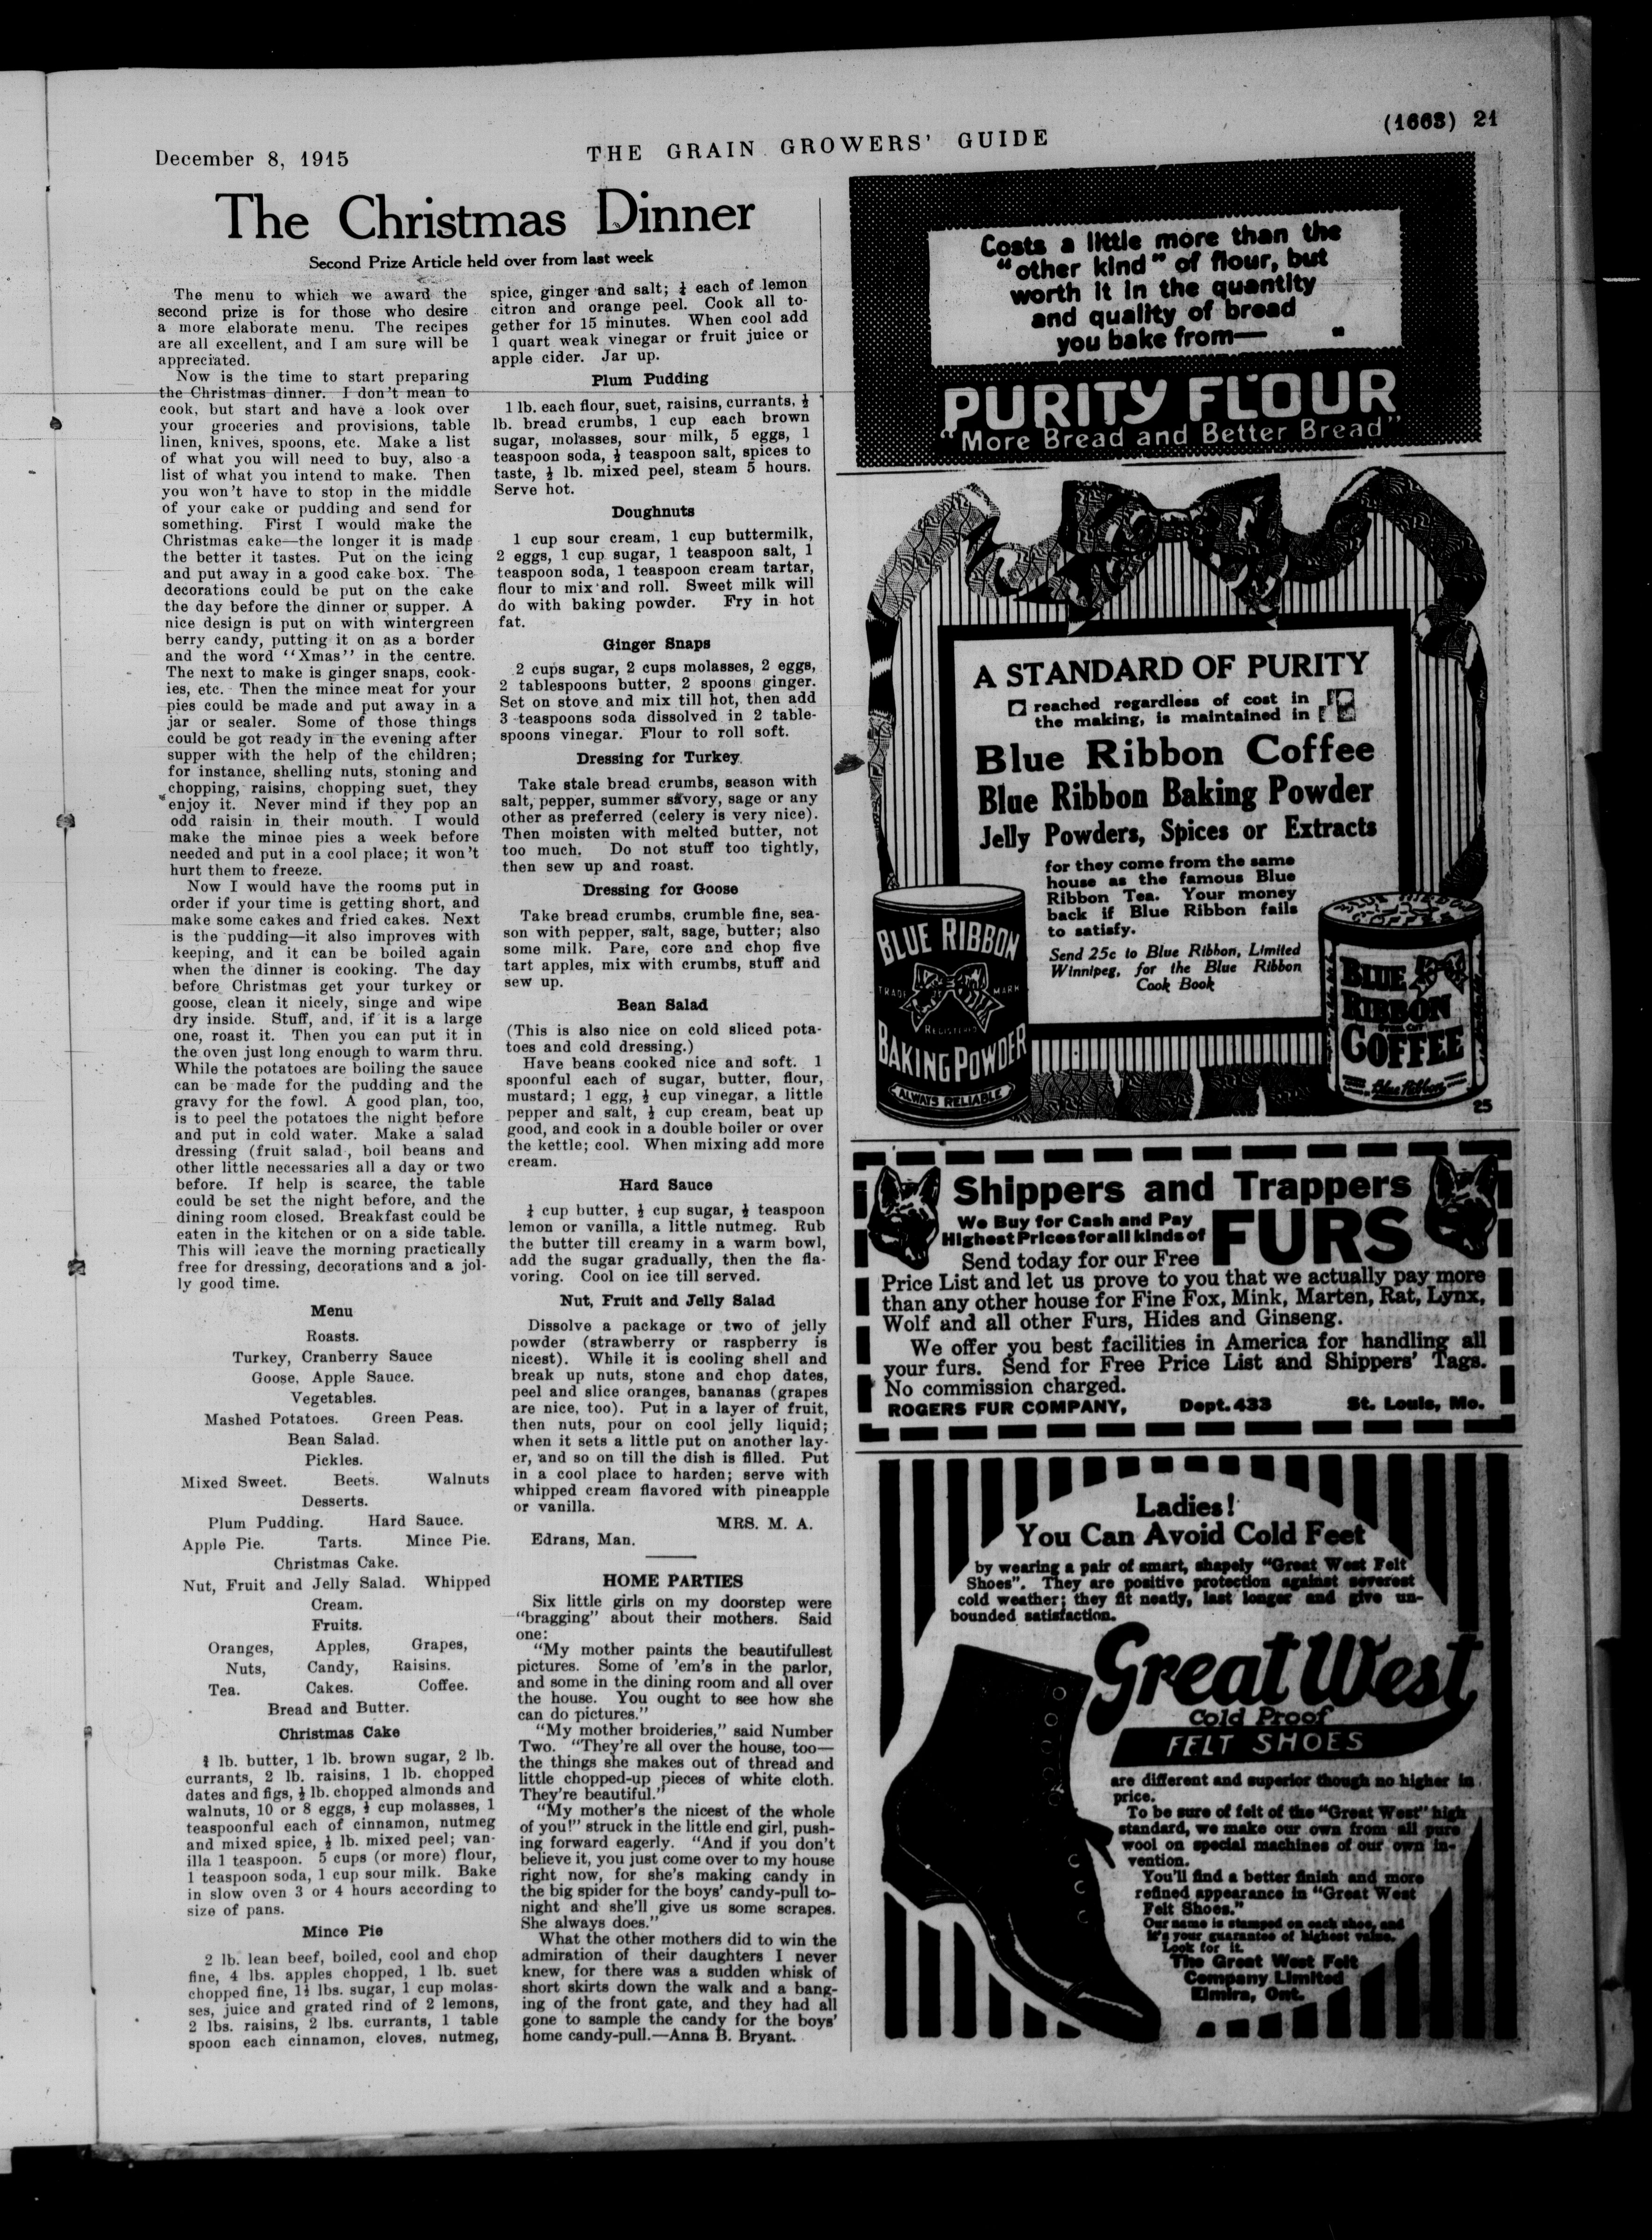 December 8, 1915
THE GRAIN GROWERS' GUIDE
(1663) 21
The Christmas Dinner
Second Prize Article held over from last week
The menu to which we award the
second prize is for those who desire
a more elaborate menu. The recipes
are all excellent, and I am sure will be
appreciated.
Now is the time to start preparing
the Christmas dinner. I don't mean to
cook, but start and have a look over
your groceries and provisions, table
linen, knives, spoons, etc. Make a list
of what you will need to buy, also a
list of what you intend to make. Then
you won't have to stop in the middle
of your cake or pudding and send for
something. First I would make the
Christmas cake—the longer it is made
the better it tastes. Put on the icing
and put away in a good cake box. The
decorations could be put on the cake
the day before the dinner or supper. A
nice design is put on with wintergreen
berry candy, putting it on as a border
and the word "Xmas" in the centre.
The next to make is ginger snaps, cook-
ies, etc. Then the mince meat for your
pies could be made and put away in a
jar or sealer. Some of those things
could be got ready in the evening after
supper with the help of the children;
for instance, shelling nuts, stoning and
chopping, raisins, chopping suet, they
enjoy it. Never mind if they pop an
odd raisin in their mouth. I would
make the mince pies a week before
needed and put in a cool place; it won't
hurt them to freeze.
Now I would have the rooms put in
order if your time is getting short, and
make some cakes and fried cakes. Next
is the pudding—it also improves with
keeping, and it can be boiled again
when the dinner is cooking. The day
before Christmas get your turkey or
goose, clean it nicely, singe and wipe
dry inside. Stuff, and, if it is a large
one, roast it. Then you can put it in
the oven just long enough to warm thru.
While the potatoes are boiling the sauce
can be made for the pudding and the
gravy for the fowl. A good plan, too,
is to peel the potatoes the night before
and put in cold water. Make a salad
dressing (fruit salad, boil beans and
other little necessaries all a day or two
before. If help is scarce, the table
could be set the night before, and the
dining room closed. Breakfast could be
eaten in the kitchen or on a side table.
This will leave the morning practically
free for dressing, decorations and a jol-
ly good time.
Menu
Roasts.
Turkey, Cranberry Sauce
Goose, Apple Sauce.
Vegetables.
Mashed Potatoes. Green Peas.
Bean Salad.
Pickles.
Mixed Sweet. Beets. Walnuts
Desserts.
Plum Pudding. Hard Sauce.
Apple Pie. Tarts. Mince Pie.
Christmas Cake.
Nut, Fruit and Jelly Salad. Whipped
Cream.
Fruits.
Oranges, Apples, Grapes,
Nuts, Candy, Raisins.
Tea. Cakes. Coffee.
Bread and Butter.
Christmas Cake
lb. butter, 1 lb. brown sugar, 2 lb.
currants, 2 lb. raisins, 1 lb. chopped
dates and figs, ½ lb. chopped almonds and
walnuts, 10 or 8 eggs, cup molasses, 1
teaspoonful each of cinnamon, nutmeg
and mixed spice, ½ lb. mixed peel; van-
illa 1 teaspoon. 5 cups (or more) flour,
1 teaspoon soda, 1 cup sour milk. Bake
in slow oven 3 or 4 hours according to
size of pans.
Mince Pie
2 lb. lean beef, boiled, cool and chop
fine, 4 lbs. apples chopped, 1 lb. suet
chopped fine, 1½ lbs. sugar, 1 cup molas-
ses, juice and grated rind of 2 lemons,
2 lbs. raisins, 2 lbs. currants, 1 table
spoon each cinnamon, cloves, nutmeg,
spice, ginger and salt; each of lemon
citron and orange peel. Cook all to-
gether for 15 minutes. When cool add
1 quart weak vinegar or fruit juice or
apple cider. Jar up.
Plum Pudding
1 lb. each flour, suet, raisins, currants, ½
lb. bread crumbs, 1 cup each brown
sugar, molasses, sour milk, 5 eggs, 1
teaspoon soda, ½ teaspoon salt, spices to
taste, ½ lb. mixed peel, steam 5 hours.
Serve hot.
Doughnuts
1 cup sour cream, 1 cup buttermilk,
2 eggs, 1 cup sugar, 1 teaspoon salt, 1
teaspoon soda, 1 teaspoon cream tartar,
flour to mix and roll. Sweet milk will
do with baking powder. Fry in hot
fat.
Ginger Snaps
2 cups sugar, 2 cups molasses, 2 eggs,
2 tablespoons butter, 2 spoons ginger.
Set on stove and mix till hot, then add
3 teaspoons soda dissolved in 2 table-
spoons vinegar. Flour to roll soft.
Dressing for Turkey.
Take stale bread crumbs, season with
salt, pepper, summer savory, sage or any
other as preferred (celery is very nice).
Then moisten with melted butter, not
too much. Do not stuff too tightly,
then sew up and roast.
Dressing for Goose
Take bread crumbs, crumble fine, sea-
son with pepper, salt, sage, butter; also
some milk. Pare, core and chop five
tart apples, mix with crumbs, stuff and
sew up.
Bean Salad
(This is also nice on cold sliced pota-
toes and cold dressing.)
Have beans cooked nice and soft. 1
spoonful each of sugar, butter, flour,
mustard; 1 egg, ½ cup vinegar, a little
pepper and salt, ½ cup cream, beat up
good, and cook in a double boiler or over
the kettle; cool. When mixing add more
cream.
Hard Sauce
cup butter, ½ cup sugar, ½ teaspoon
lemon or vanilla, a little nutmeg. Rub
the butter till creamy in a warm bowl,
add the sugar gradually, then the fla-
voring. Cool on ice till served.
Nut, Fruit and Jelly Salad
Dissolve a package or two of jelly
powder (strawberry or raspberry is
nicest). While it is cooling shell and
break up nuts, stone and chop dates,
peel and slice oranges, bananas (grapes
are nice, too). Put in a layer of fruit,
then nuts, pour on cool jelly liquid;
when it sets a little put on another lay-
er, and so on till the dish is filled. Put
in a cool place to harden; serve with
whipped cream flavored with pineapple
or vanilla.
MRS. M. A.
Edrans, Man.
HOME PARTIES
Six little girls on my doorstep were
"bragging" about their mothers. Said
one:
"My mother paints the beautifullest
pictures. Some of 'em's in the parlor,
and some in the dining room and all over
the house. You ought to see how she
can do pictures."
"My mother broideries," said Number
Two. "They're all over the house, too—
the things she makes out of thread and
little chopped-up pieces of white cloth.
They're beautiful."
"My mother's the nicest of the whole
of you!" struck in the little end girl, push-
ing forward eagerly. "And if you don't
believe it, you just come over to my house
right now, for she's making candy in
the big spider for the boys' candy-pull to-
night and she'll give us some scrapes.
She always does."
What the other mothers did to win the
admiration of their daughters I never
knew, for there was a sudden whisk of
short skirts down the walk and a bang-
ing of the front gate, and they had all
gone to sample the candy for the boys'
home candy-pull.—Anna B. Bryant.
Costs a little more than the
"other kind" of flour, but
worth it in the quantity
and quality of bread
you bake from—
PURITY FLOUR
"More Bread and Better Bread"
A STANDARD OF PURITY
reached regardless of cost in
the making, is maintained in
Blue Ribbon Coffee
Blue Ribbon Baking Powder
Jelly Powders, Spices or Extracts
for they come from the same
house as the famous Blue
Ribbon Tea. Your money
back if Blue Ribbon fails
to satisfy.
Send 25c to Blue Ribbon, Limited
Winnipeg, for the Blue Ribbon
Cook Book
BLUE RIBBON
TRADE MARK
REGISTERED
BAKING POWDER
ALWAYS RELIABLE
BLUE
RIBBON
COFFEE
Blue Ribbon
25
Shippers and Trappers
We Buy for Cash and Pay
Highest Prices for all kinds of
FURS
Send today for our Free
Price List and let us prove to you that we actually pay more
than any other house for Fine Fox, Mink, Marten, Rat, Lynx,
Wolf and all other Furs, Hides and Ginseng.
We offer you best facilities in America for handling all
your furs. Send for Free Price List and Shippers' Tags.
No commission charged.
ROGERS FUR COMPANY, Dept. 433 St. Louis, Mo.
Ladies!
You Can Avoid Cold Feet
by wearing a pair of smart, shapely "Great West Felt
Shoes". They are positive protection against severest
cold weather; they fit neatly, last longer and give un-
bounded satisfaction.
Great West
Cold Proof
FELT SHOES
are different and superior though no higher in
price.
To be sure of felt of the "Great West" high
standard, we make our own from all pure
wool on special machines of our own in-
vention.
You'll find a better finish and more
refined appearance in "Great West
Felt Shoes."
Our name is stamped on each shoe, and
it's your guarantee of highest value.
Look for it.
The Great West Felt
Company Limited
Elmira, Ont.